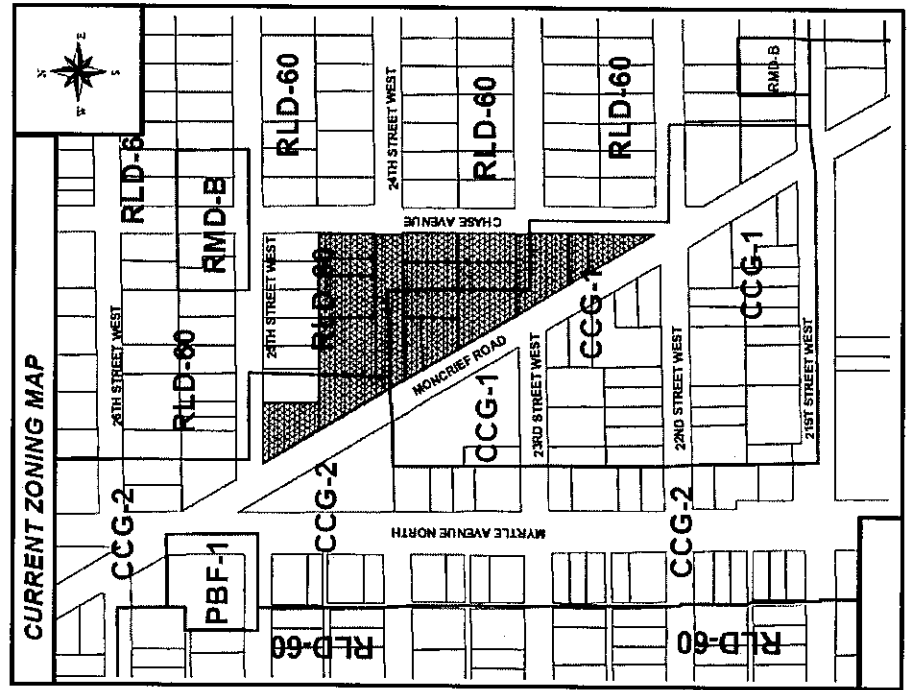 CURRENT ZONING MAP
N
E
S
W
RLD-6
26TH STREET WEST
RMD-B
RLD-60
CCG-2
RLD-60
25TH STREET WEST
RLD-60
PBF-1
CCG-2
24TH STREET WEST
CHASE AVENUE
MONCRIEF ROAD
RLD-60
CCG-1
23RD STREET WEST
CCG-1
RLD-60
MYRTLE AVENUE NORTH
RLD-60
22ND STREET WEST
CCG-2
RLD-60
CCG-1
RMD-B
21ST STREET WEST